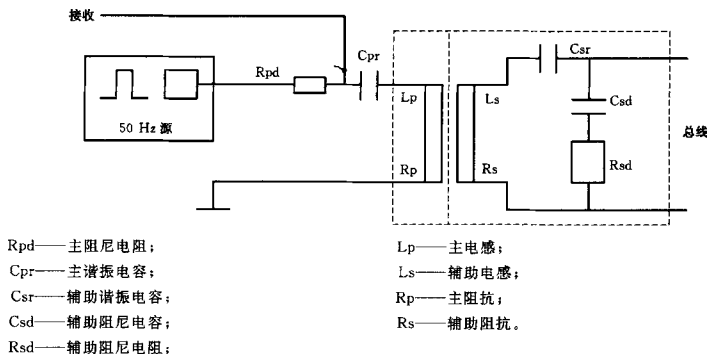 接收
50 Hz 源
Rpd
Cpr
Lp
Rp
Ls
Rs
Csr
Csd
Rsd
总线
Rpd——主阻尼电阻；
Cpr——主谐振电容；
Csr——辅助谐振电容；
Csd——辅助阻尼电容；
Rsd——辅助阻尼电阻；
Lp——主电感；
Ls——辅助电感；
Rp——主阻抗；
Rs——辅助阻抗。